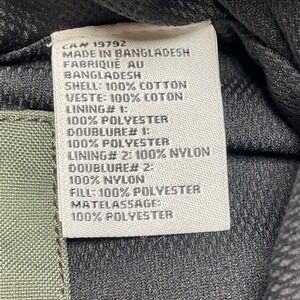 CA# 19792
MADE IN BANGLADESH
FABRIQUÉ AU
BANGLADESH
SHELL: 100% COTTON
VESTE: 100% COTON
LINING# 1:
100% POLYESTER
DOUBLURE# 1:
100% POLYESTER
LINING# 2: 100% NYLON
DOUBLURE# 2:
100% NYLON
FILL: 100% POLYESTER
MATELASSAGE:
100% POLYESTER